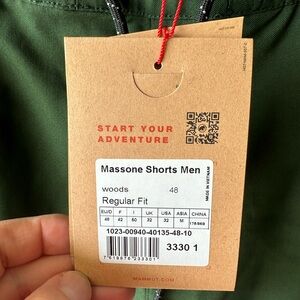 START YOUR
ADVENTURE
MADE IN VIETNAM
Massone Shorts Men
woods 48
Regular Fit
EU/D F I UK USA ASIA CHINA
48 42 50 32 32 M
1023-00940-40135-48-10
3330 1
7619876233301
MAMMUT.COM